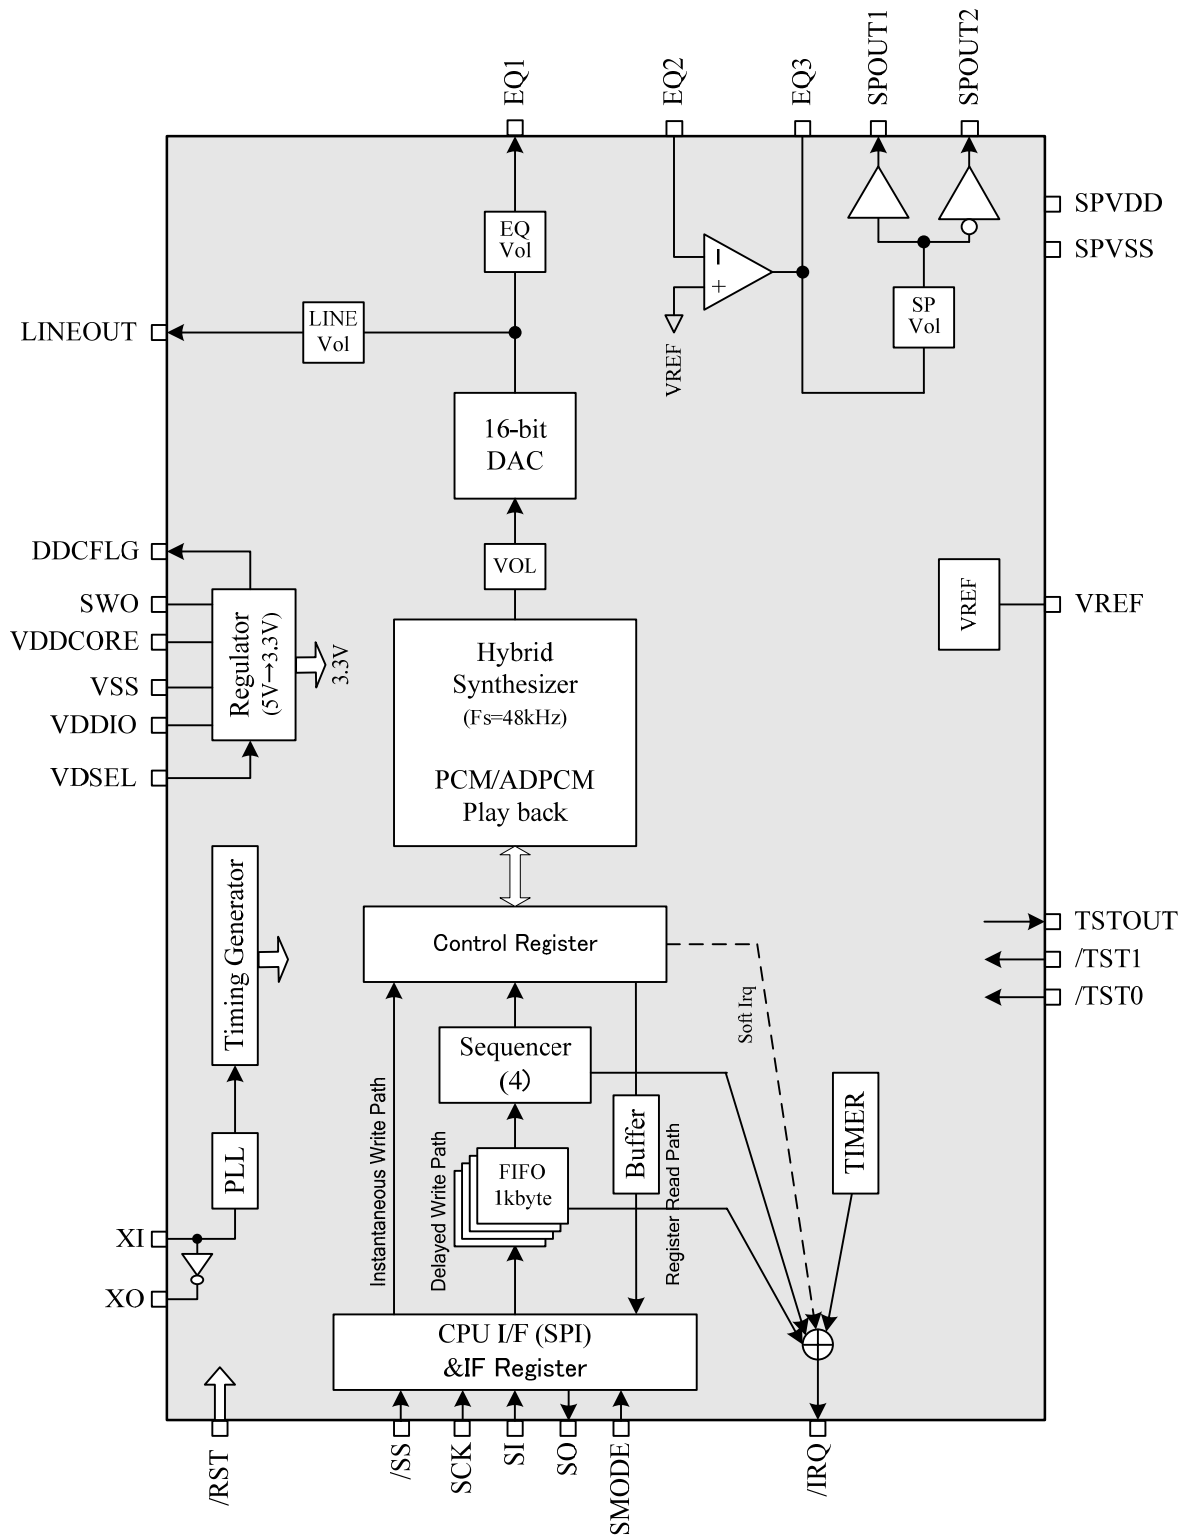 EQ1
EQ2
EQ3
SPOUT1
SPOUT2
SPVDD
SPVSS
EQ
Vol
LINEOUT
LINE
Vol
−
+
VREF
SP
Vol
16-bit
DAC
DDCFLG
SWO
VDDCORE
VSS
VDDIO
VDSEL
Regulator
(5V→3.3V)
3.3V
VOL
VREF
VREF
Hybrid
Synthesizer
(Fs=48kHz)
PCM/ADPCM
Play back
Timing Generator
Control Register
TSTOUT
/TST1
/TST0
Soft Irq
Sequencer
(4)
Instantaneous Write Path
Delayed Write Path
FIFO
1kbyte
Buffer
Register Read Path
TIMER
PLL
XI
XO
CPU I/F (SPI)
&IF Register
/RST
/SS
SCK
SI
SO
SMODE
/IRQ